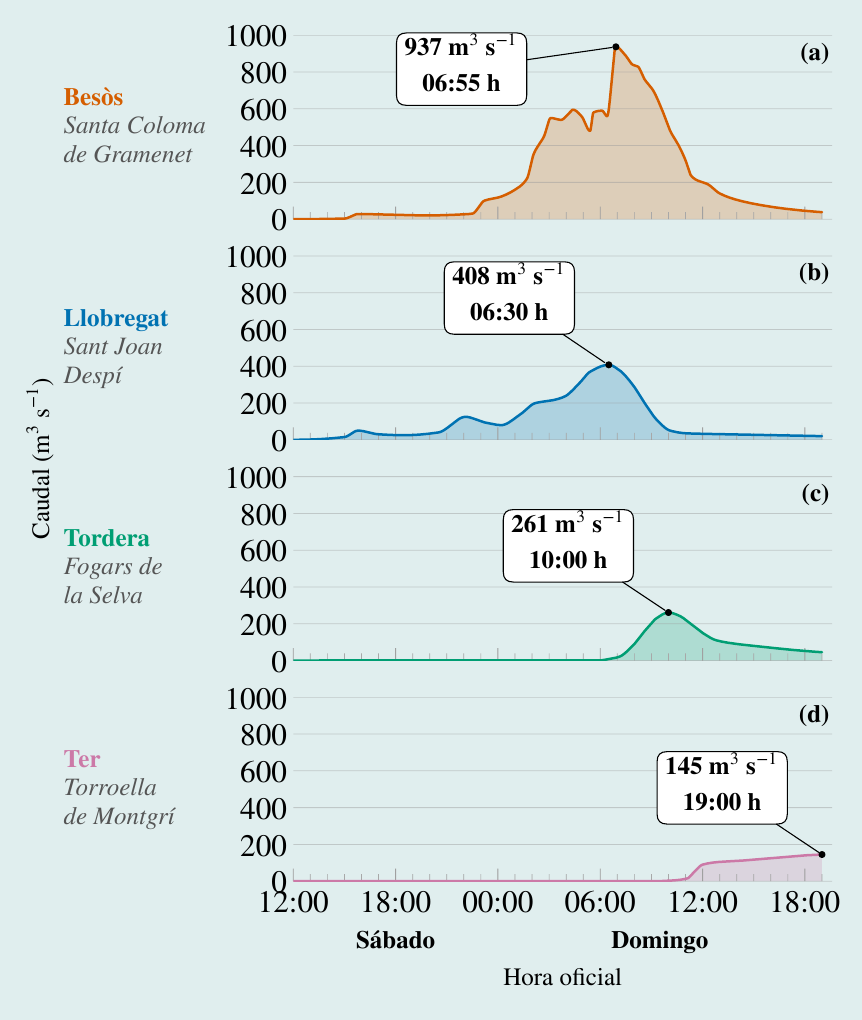 Caudal (m³ s⁻¹)
Besòs
Santa Coloma
de Gramenet
1000
800
600
400
200
0
937 m³ s⁻¹
06:55 h
(a)
Llobregat
Sant Joan
Despí
1000
800
600
400
200
0
408 m³ s⁻¹
06:30 h
(b)
Tordera
Fogars de
la Selva
1000
800
600
400
200
0
261 m³ s⁻¹
10:00 h
(c)
Ter
Torroella
de Montgrí
1000
800
600
400
200
0
145 m³ s⁻¹
19:00 h
(d)
12:00 18:00 00:00 06:00 12:00 18:00
Sábado Domingo
Hora oficial